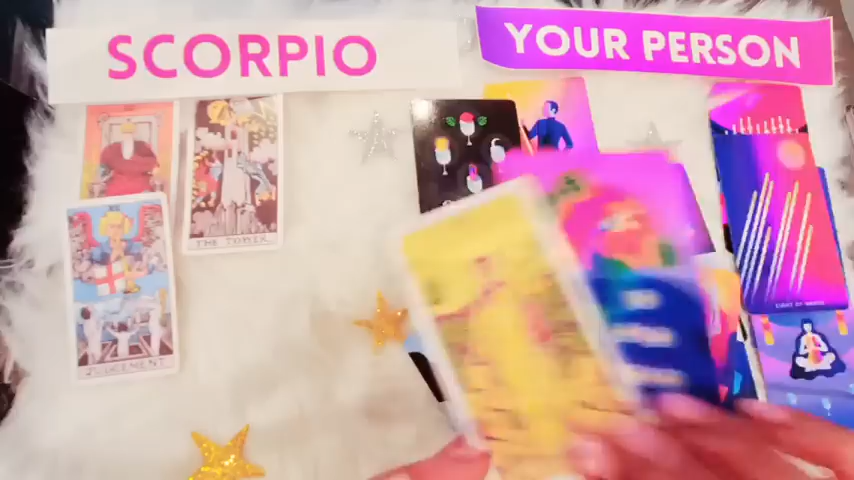 SCORPIO
YOUR PERSON
THE TOWER
JUDGEMENT
EIGHT OF WANDS